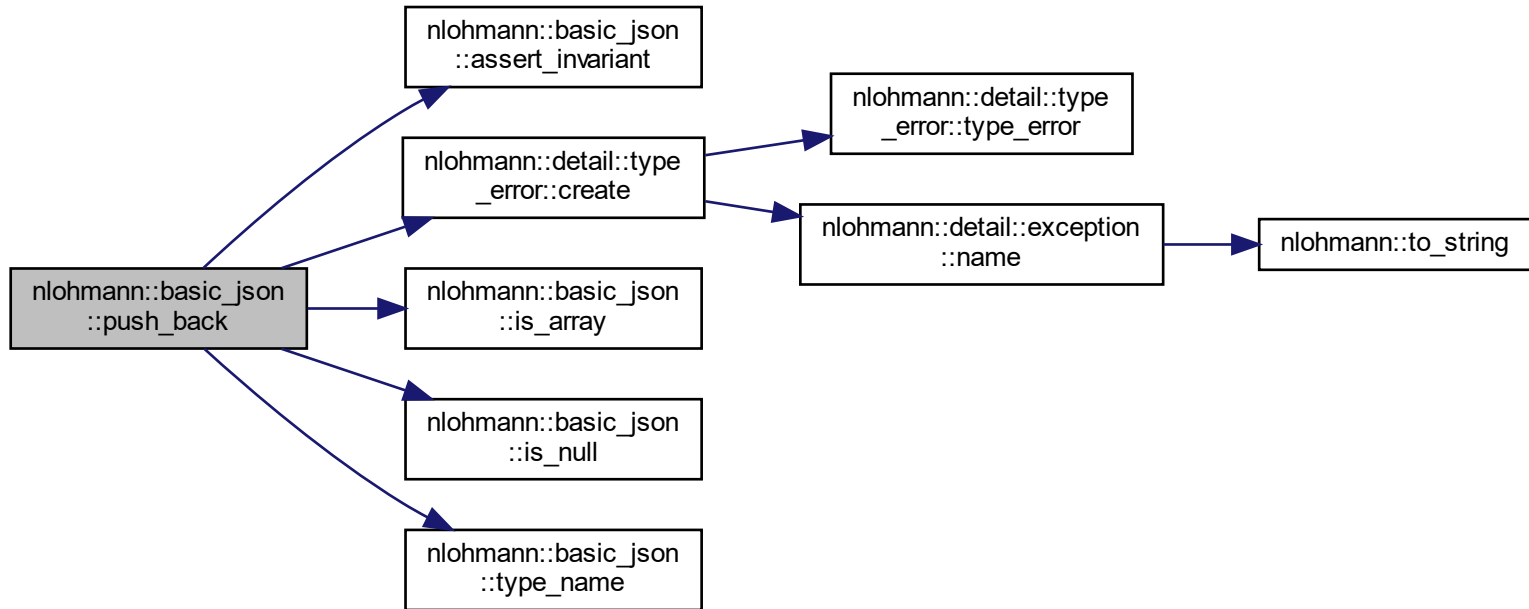 nlohmann::basic_json
::push_back
nlohmann::basic_json
::assert_invariant
nlohmann::detail::type
_error::create
nlohmann::basic_json
::is_array
nlohmann::basic_json
::is_null
nlohmann::basic_json
::type_name
nlohmann::detail::type
_error::type_error
nlohmann::detail::exception
::name
nlohmann::to_string